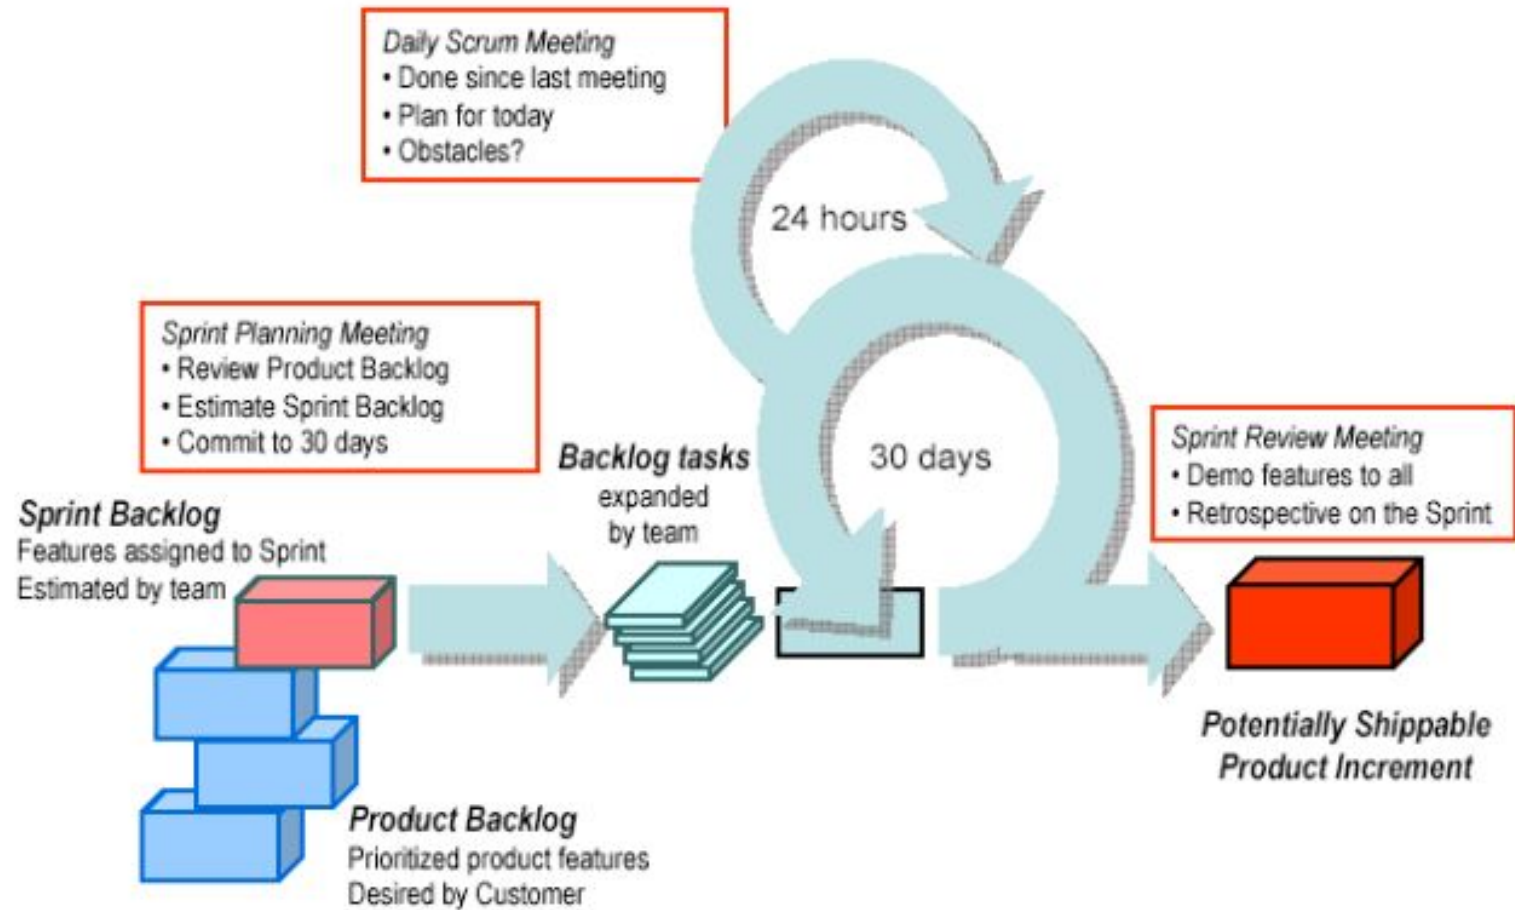 Daily Scrum Meeting
• Done since last meeting
• Plan for today
• Obstacles?
24 hours
Sprint Planning Meeting
• Review Product Backlog
• Estimate Sprint Backlog
• Commit to 30 days
Backlog tasks
expanded
by team
30 days
Sprint Review Meeting
• Demo features to all
• Retrospective on the Sprint
Sprint Backlog
Features assigned to Sprint
Estimated by team
Potentially Shippable
Product Increment
Product Backlog
Prioritized product features
Desired by Customer